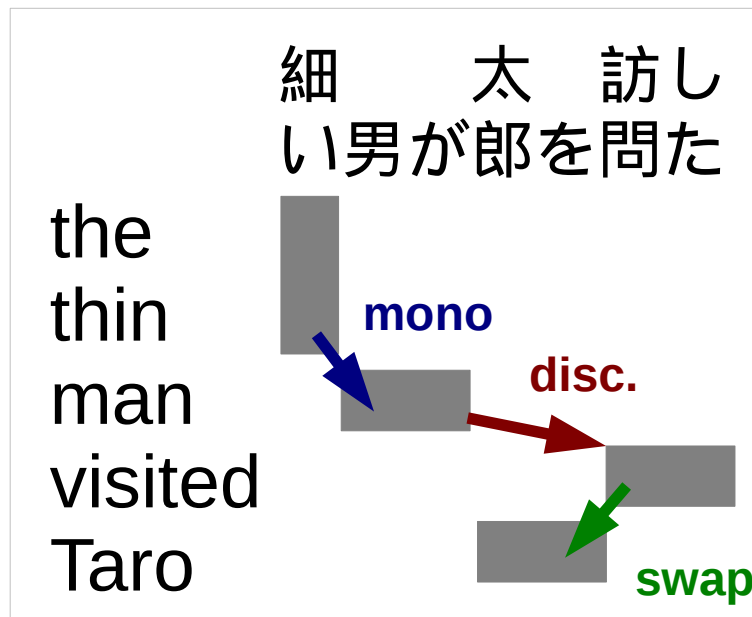 細 太 訪し
い男が郎を問た
the
thin
mono
disc.
man
visited
Taro
swap